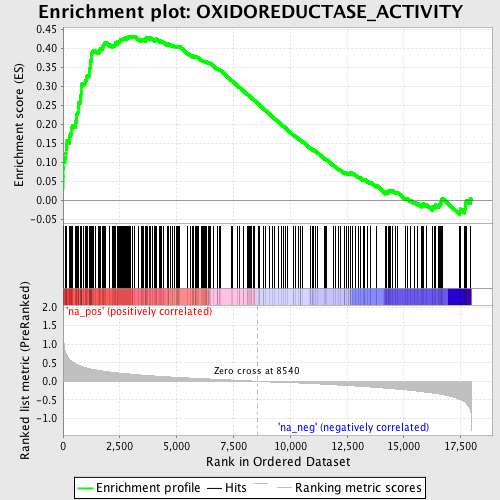 Enrichment plot: OXIDOREDUCTASE_ACTIVITY
Enrichment score (ES)
0.45
0.40
0.35
0.30
0.25
0.20
0.15
0.10
0.05
0.00
-0.05
'na_pos' (positively correlated)
Ranked list metric (PreRanked)
2.0
1.5
1.0
0.5
0.0
-0.5
-1.0
Zero cross at 8540
'na_neg' (negatively correlated)
0 2,500 5,000 7,500 10,000 12,500 15,000 17,500
Rank in Ordered Dataset
Enrichment profile Hits Ranking metric scores